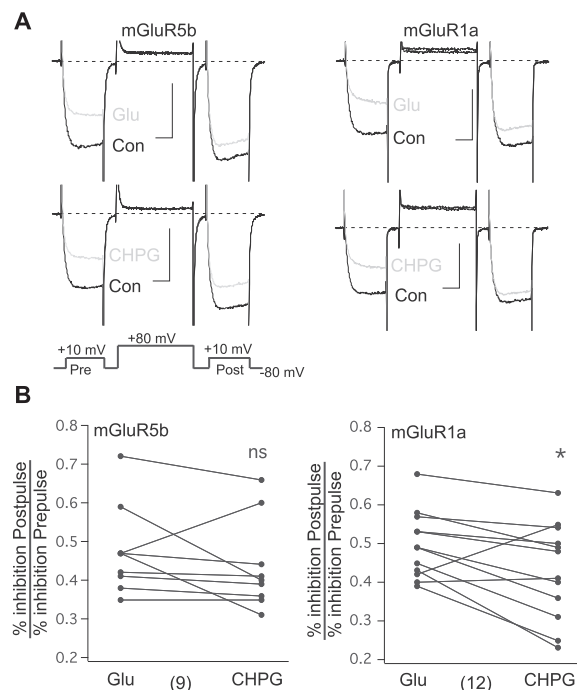 A
mGluR5b
mGluR1a
Glu
Con
Glu
Con
CHPG
Con
CHPG
Con
+10 mV
+80 mV
+10 mV
Pre
Post
-80 mV
B
mGluR5b
ns
% inhibition Postpulse
% inhibition Prepulse
0.8
0.7
0.6
0.5
0.4
0.3
0.2
Glu
(9)
CHPG
mGluR1a
*
% inhibition Postpulse
% inhibition Prepulse
0.8
0.7
0.6
0.5
0.4
0.3
0.2
Glu
(12)
CHPG